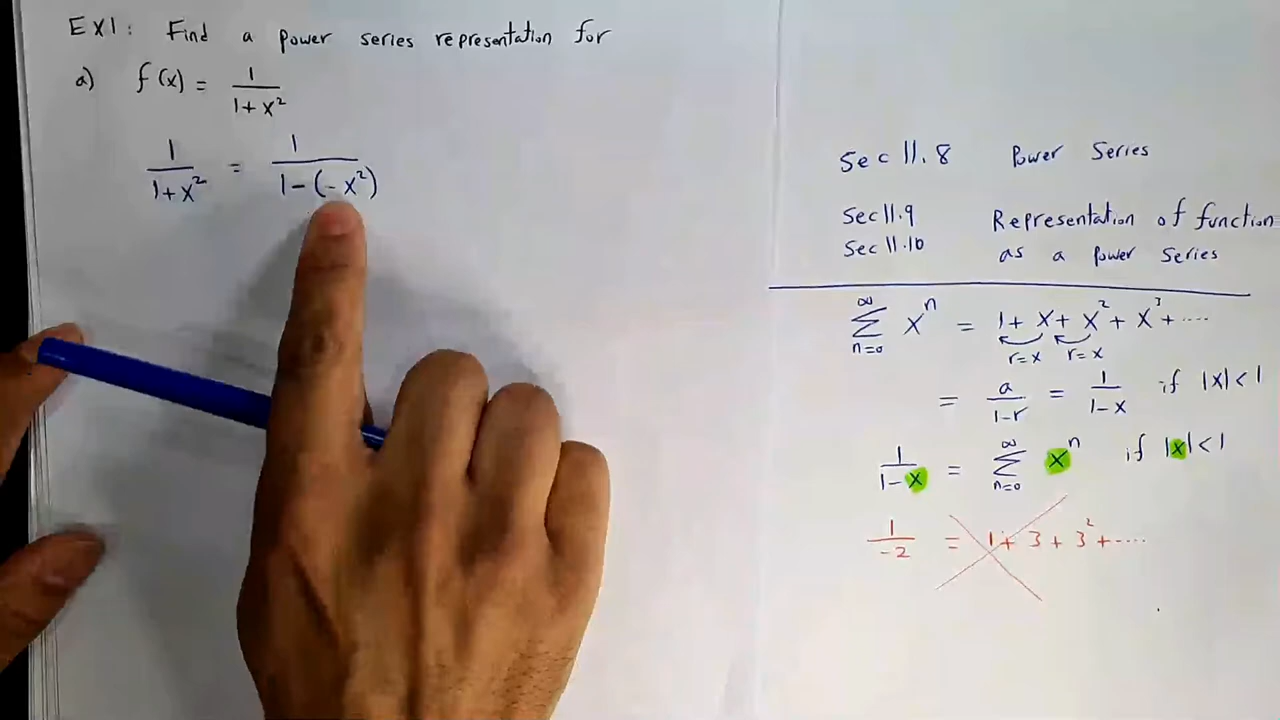 EX1: Find a power series representation for
a) f(x) = 1/(1+x²)
1/(1+x²) = 1/(1-(-x²))
Sec 11.8 Power Series
Sec 11.9 Representation of function
Sec 11.10 as a power series
∞∑n=0 xⁿ = 1 + x + x² + x³ + ....
r=x r=x
= a/(1-r) = 1/(1-x) if |x|<1
1/(1-x) = ∞∑n=0 xⁿ if |x|<1
1/-2 = 1 + 3 + 3² + ....